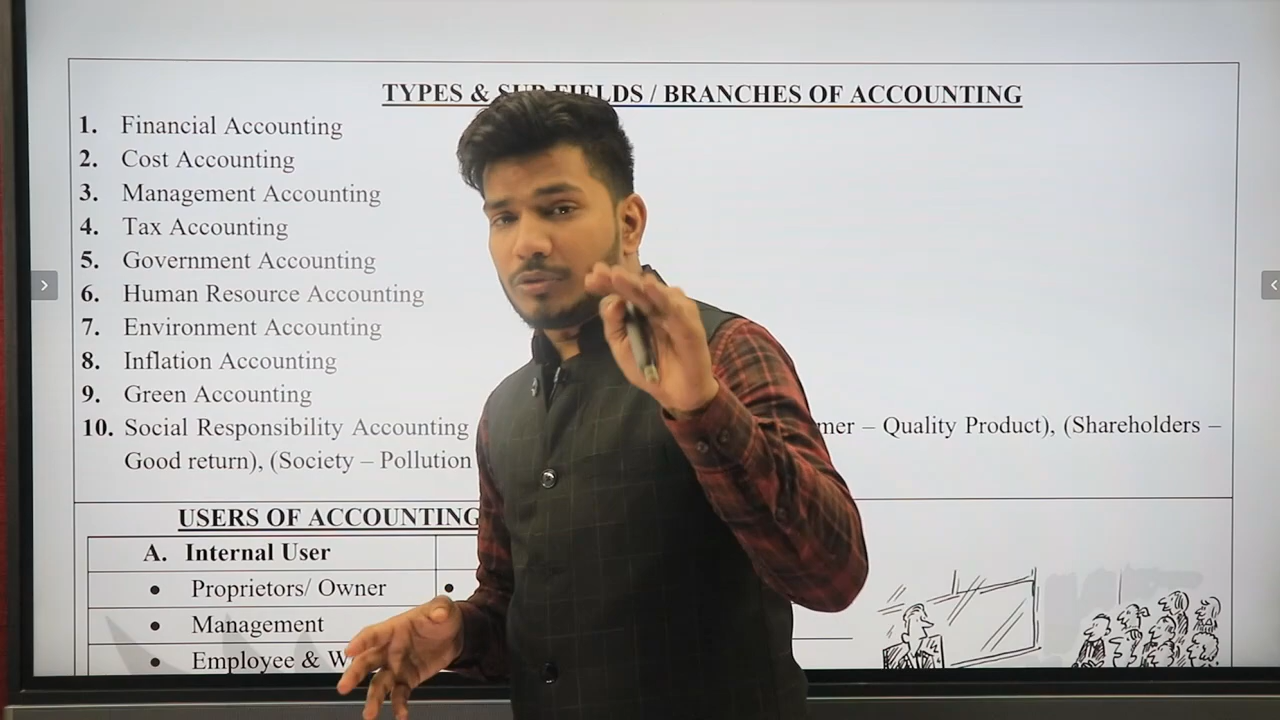 TYPES & SUB FIELDS / BRANCHES OF ACCOUNTING
1. Financial Accounting
2. Cost Accounting
3. Management Accounting
4. Tax Accounting
5. Government Accounting
6. Human Resource Accounting
7. Environment Accounting
8. Inflation Accounting
9. Green Accounting
10. Social Responsibility Accounting – Quality Product), (Shareholders –
Good return), (Society – Pollution
USERS OF ACCOUNTING
A. Internal User
• Proprietors/ Owner •
• Management
• Employee &